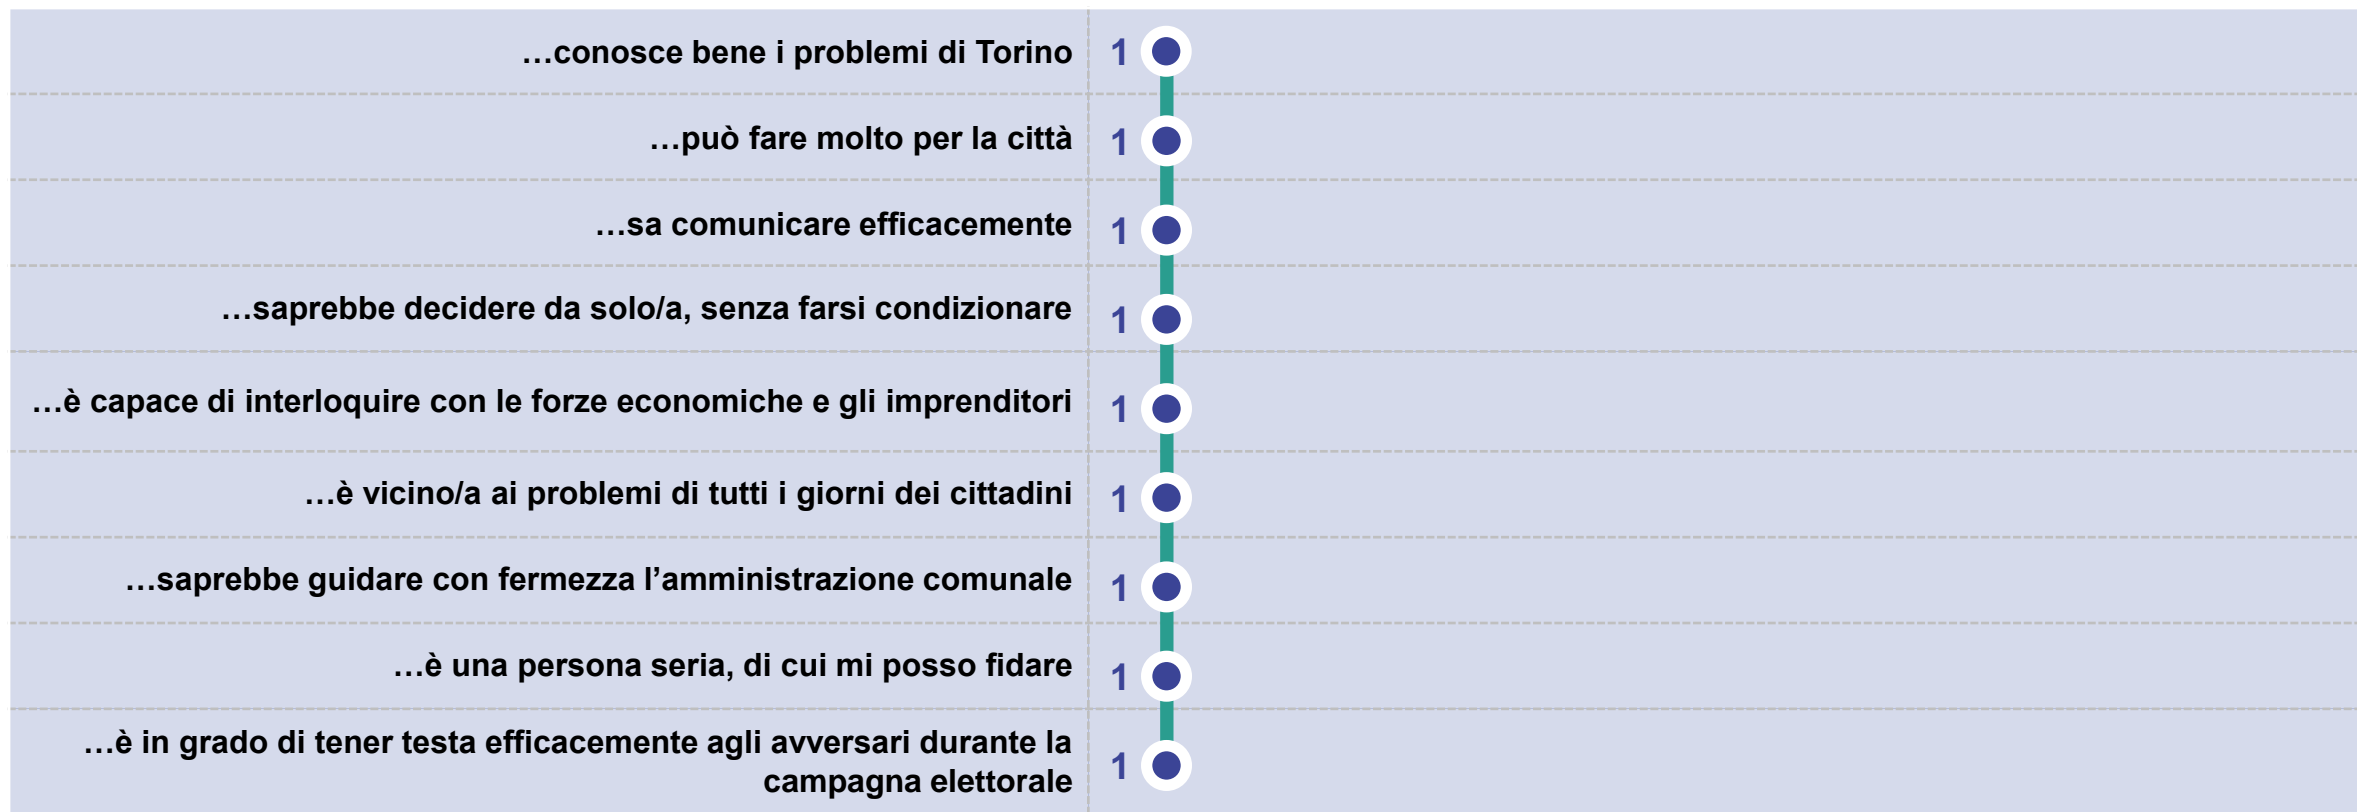 …conosce bene i problemi di Torino 1
…può fare molto per la città 1
…sa comunicare efficacemente 1
…saprebbe decidere da solo/a, senza farsi condizionare 1
…è capace di interloquire con le forze economiche e gli imprenditori 1
…è vicino/a ai problemi di tutti i giorni dei cittadini 1
…saprebbe guidare con fermezza l’amministrazione comunale 1
…è una persona seria, di cui mi posso fidare 1
…è in grado di tener testa efficacemente agli avversari durante la
campagna elettorale 1